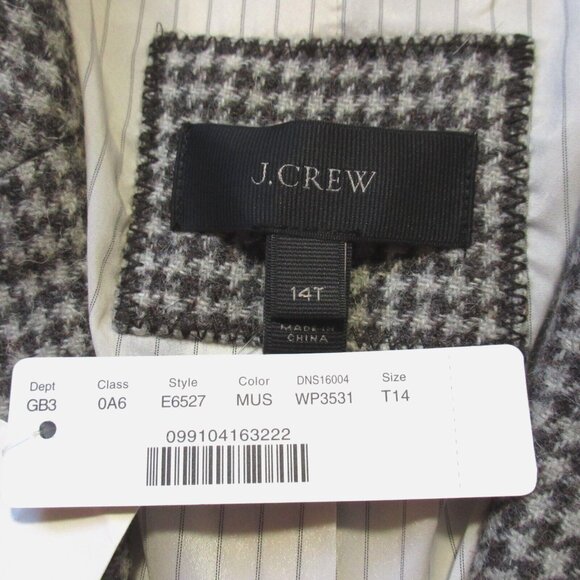 J.CREW
14T
MADE IN
CHINA
Dept Class Style Color DNS16004 Size
GB3 0A6 E6527 MUS WP3531 T14
099104163222